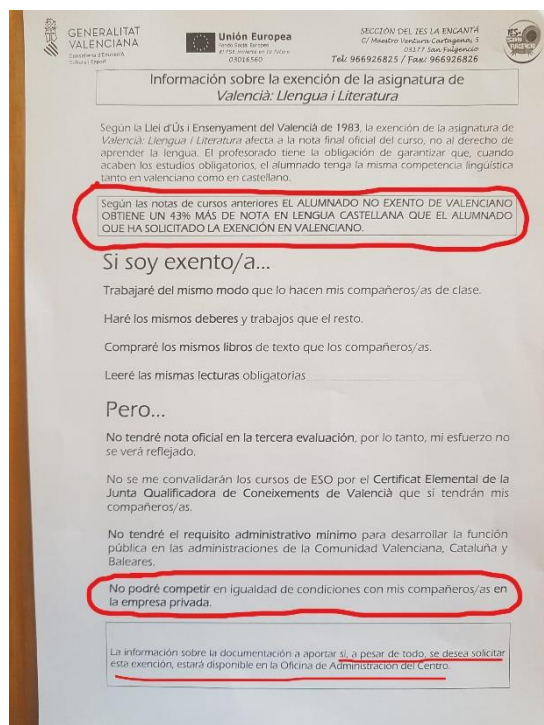 GENERALITAT
VALENCIANA
Unión Europea
Fondo Social Europeo
03016560
SECCIÓN DEL IES LA ENCANTÁ
C/ Maestro Ventura Cartagena, 5
03177 San Fulgencio
Tel: 966926825 / Fax: 966926826
Información sobre la exención de la asignatura de
Valencià: Llengua i Literatura
Según la Llei d'Ús i Ensenyament del Valencià de 1983, la exención de la asignatura de
Valencià: Llengua i Literatura afecta a la nota final oficial del curso, no al derecho de
aprender la lengua. El profesorado tiene la obligación de garantizar que, cuando
acaben los estudios obligatorios, el alumnado tenga la misma competencia lingüística
tanto en valenciano como en castellano.
Según las notas de cursos anteriores EL ALUMNADO NO EXENTO DE VALENCIANO
OBTIENE UN 43% MÁS DE NOTA EN LENGUA CASTELLANA QUE EL ALUMNADO
QUE HA SOLICITADO LA EXENCIÓN EN VALENCIANO.
Si soy exento/a...
Trabajaré del mismo modo que lo hacen mis compañeros/as de clase.
Haré los mismos deberes y trabajos que el resto.
Compraré los mismos libros de texto que los compañeros/as.
Leeré las mismas lecturas obligatorias
Pero...
No tendré nota oficial en la tercera evaluación, por lo tanto, mi esfuerzo no
se verá reflejado.
No se me convalidarán los cursos de ESO por el Certificat Elemental de la
Junta Qualificadora de Coneixements de Valencià que si tendrán mis
compañeros/as.
No tendré el requisito administrativo mínimo para desarrollar la función
pública en las administraciones de la Comunidad Valenciana, Cataluña y
Baleares.
No podré competir en igualdad de condiciones con mis compañeros/as en
la empresa privada.
La información sobre la documentación a aportar si, a pesar de todo, se desea solicitar
esta exención, estará disponible en la Oficina de Administración del Centro.